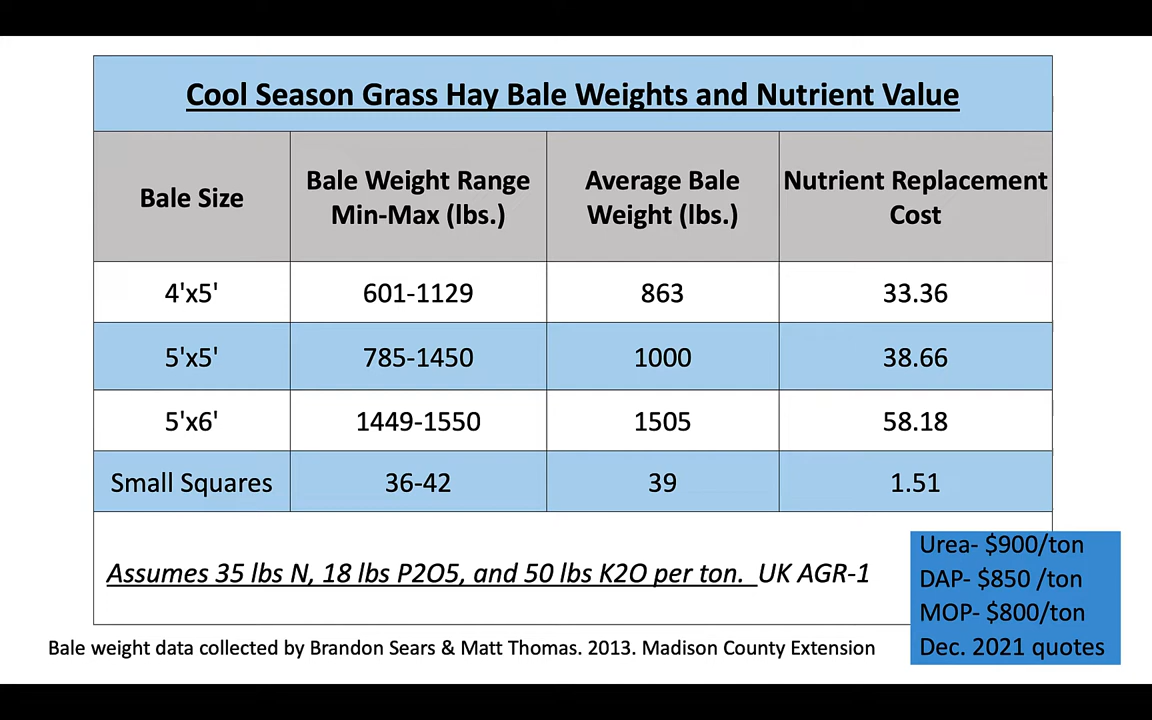 Cool Season Grass Hay Bale Weights and Nutrient Value
Bale Size
Bale Weight Range
Min-Max (lbs.)
Average Bale
Weight (lbs.)
Nutrient Replacement
Cost
4'x5' 601-1129 863 33.36
5'x5' 785-1450 1000 38.66
5'x6' 1449-1550 1505 58.18
Small Squares 36-42 39 1.51
Assumes 35 lbs N, 18 lbs P2O5, and 50 lbs K2O per ton. UK AGR-1
Urea- $900/ton
DAP- $850 /ton
MOP- $800/ton
Dec. 2021 quotes
Bale weight data collected by Brandon Sears & Matt Thomas. 2013. Madison County Extension